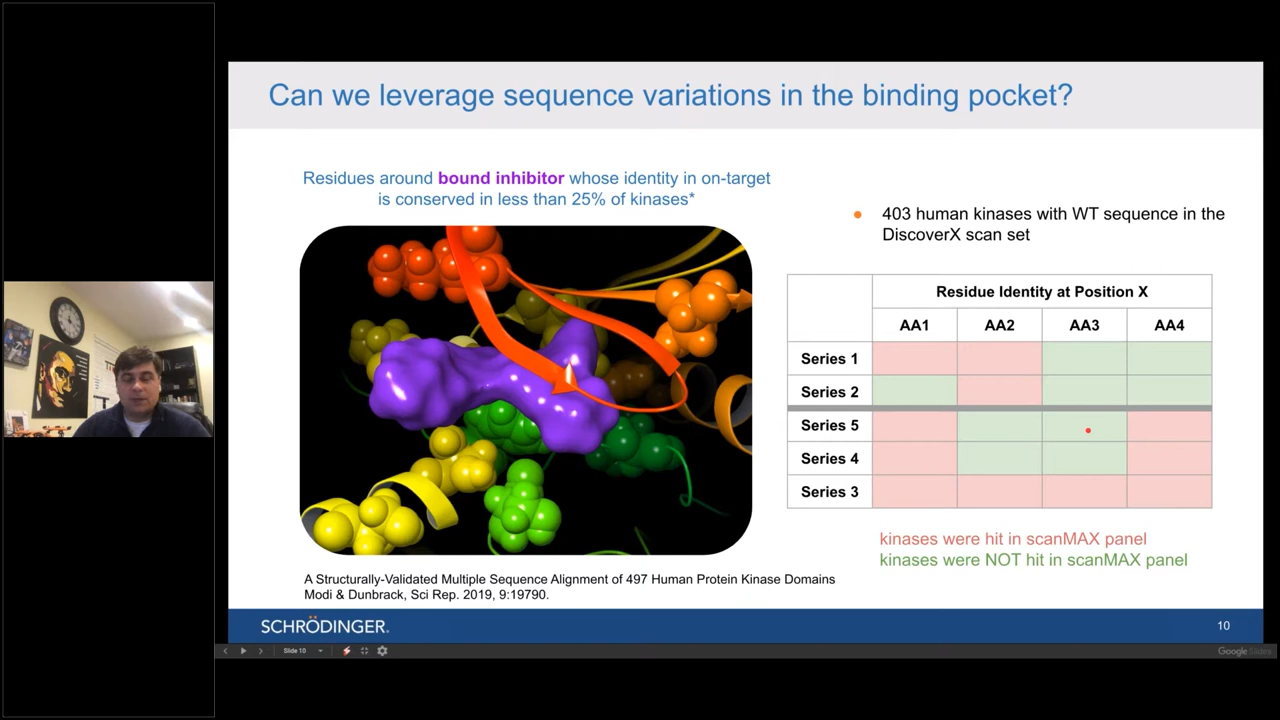 Can we leverage sequence variations in the binding pocket?
Residues around bound inhibitor whose identity in on-target
is conserved in less than 25% of kinases*
403 human kinases with WT sequence in the
DiscoverX scan set
Residue Identity at Position X
AA1 AA2 AA3 AA4
Series 1
Series 2
Series 5
Series 4
Series 3
kinases were hit in scanMAX panel
kinases were NOT hit in scanMAX panel
A Structurally-Validated Multiple Sequence Alignment of 497 Human Protein Kinase Domains
Modi & Dunbrack, Sci Rep. 2019, 9:19790.
SCHRÖDINGER.
10
Slide 10
Google Slides